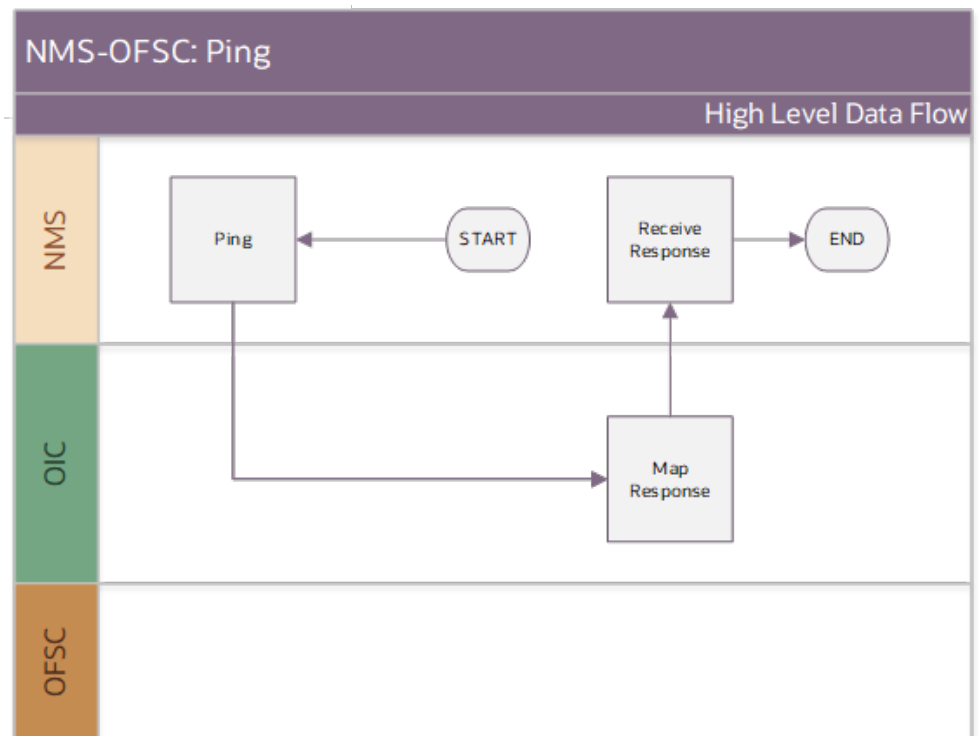 NMS-OFSC: Ping
High Level Data Flow
NMS
Ping
START
Receive
Response
END
OIC
Map
Response
OFSC